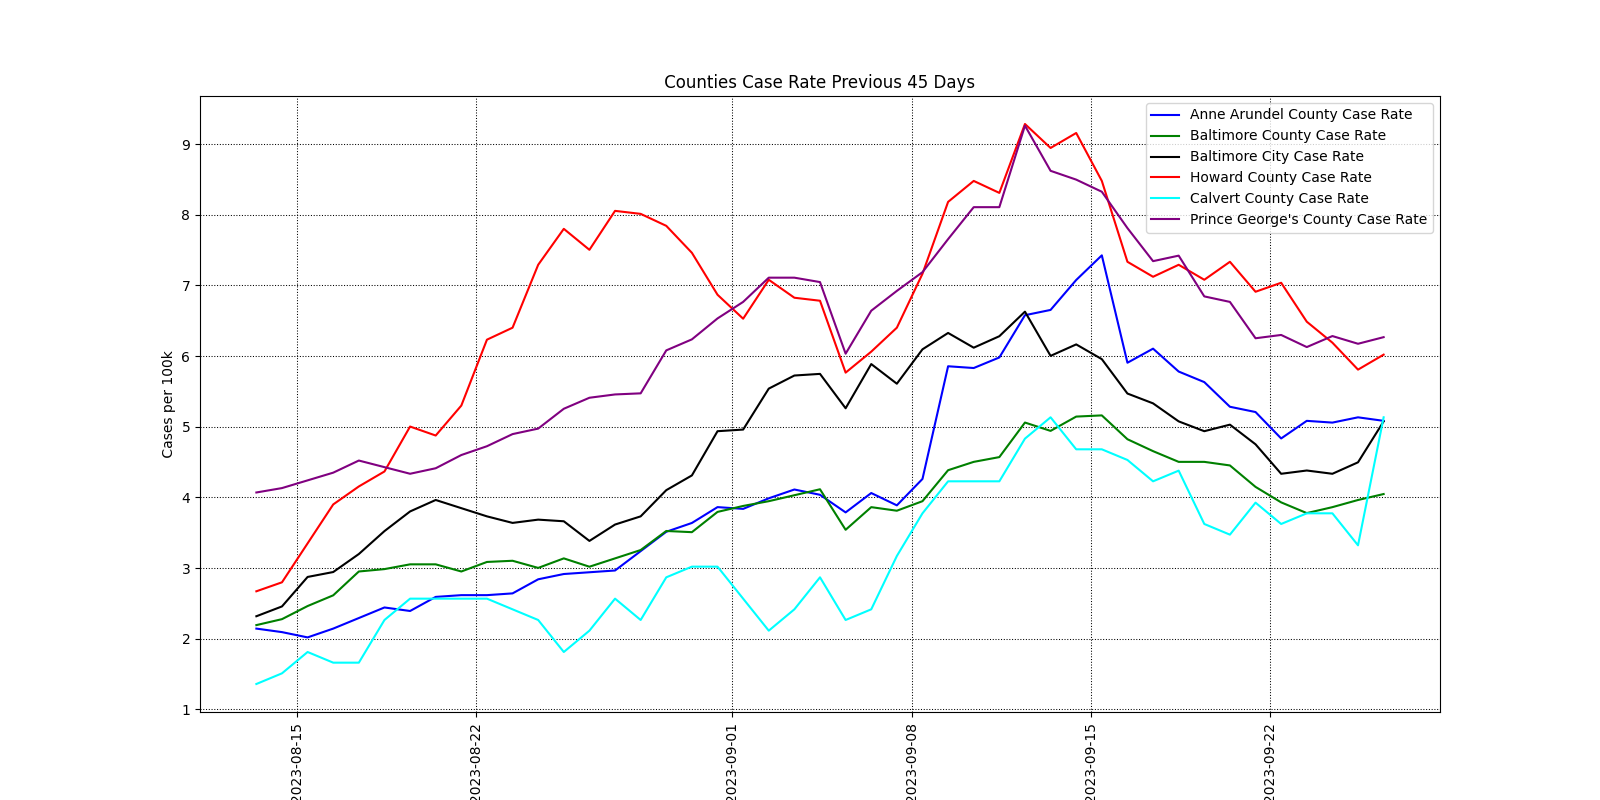 Counties Case Rate Previous 45 Days
Anne Arundel County Case Rate
Baltimore County Case Rate
Baltimore City Case Rate
Howard County Case Rate
Calvert County Case Rate
Prince George's County Case Rate
Cases per 100k
9
8
7
6
5
4
3
2
1
2023-08-15
2023-08-22
2023-09-01
2023-09-08
2023-09-15
2023-09-22